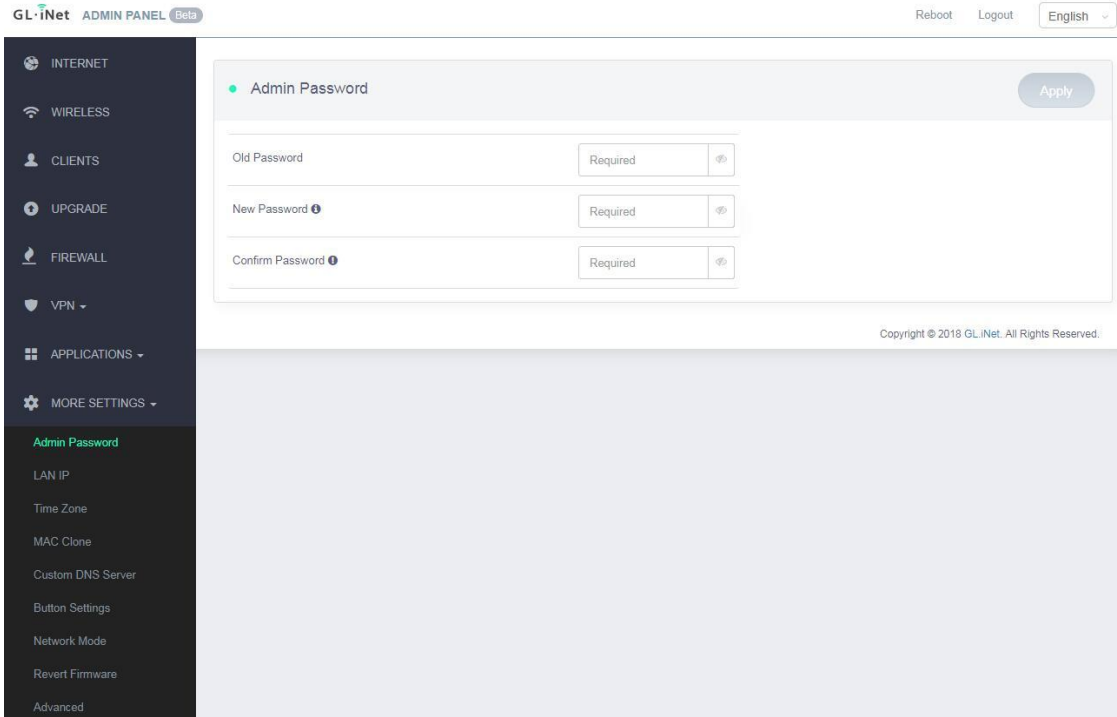 GL·iNet ADMIN PANEL Beta
Reboot Logout English
INTERNET
WIRELESS
CLIENTS
UPGRADE
FIREWALL
VPN
APPLICATIONS
MORE SETTINGS
Admin Password
LAN IP
Time Zone
MAC Clone
Custom DNS Server
Button Settings
Network Mode
Revert Firmware
Advanced
Admin Password
Apply
Old Password Required
New Password Required
Confirm Password Required
Copyright © 2018 GL.iNet. All Rights Reserved.